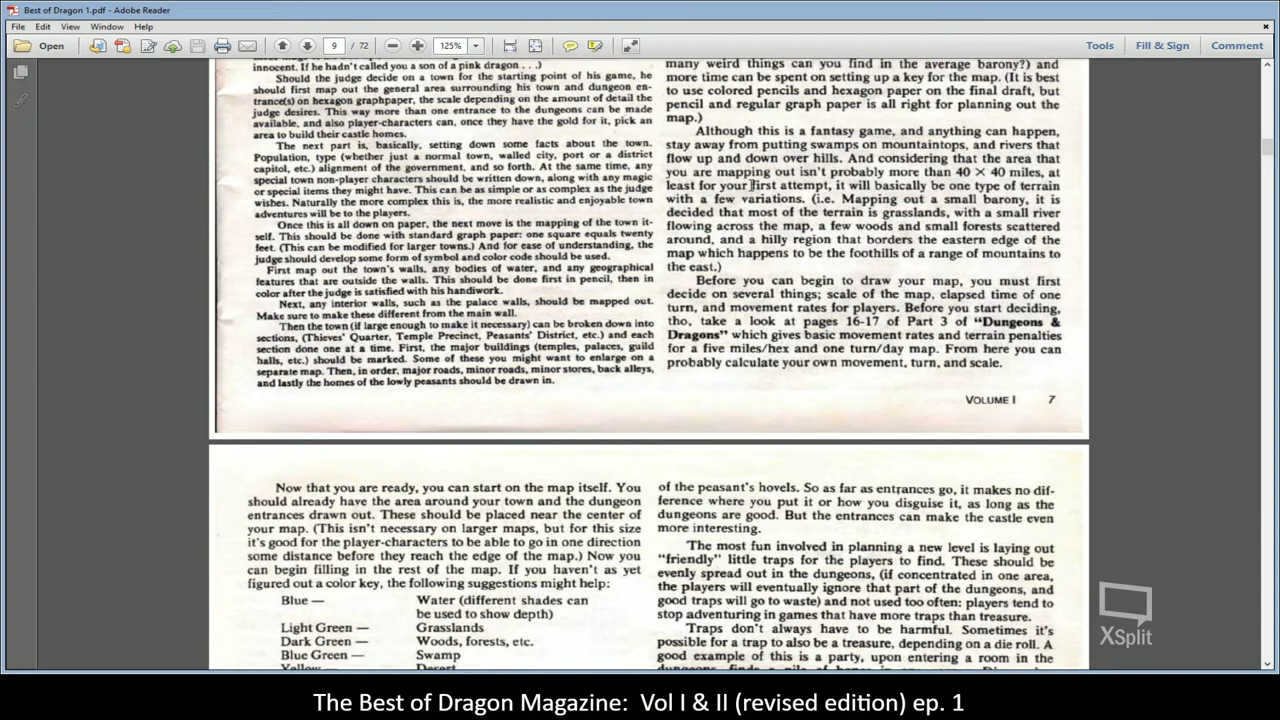 Best of Dragon 1.pdf - Adobe Reader
File Edit View Window Help
Open 9 / 72 125% Tools Fill & Sign Comment
innocent. If he hadn't called you a son of a pink dragon . . .)
Should the judge decide on a town for the starting point of his game, he
should first map out the general area surrounding his town and dungeon en-
trance(s) on hexagon graphpaper, the scale depending on the amount of detail the
judge desires. This way more than one entrance to the dungeons can be made
available, and also player-characters can, once they have the gold for it, pick an
area to build their castle homes.
The next part is, basically, setting down some facts about the town.
Population, type (whether just a normal town, walled city, port or a district
capitol, etc.) alignment of the government, and so forth. At the same time, any
special town non-player characters should be written down, along with any magic
or special items they might have. This can be as simple or as complex as the judge
wishes. Naturally the more complex this is, the more realistic and enjoyable town
adventures will be to the players.
Once this is all down on paper, the next move is the mapping of the town it-
self. This should be done with standard graph paper: one square equals twenty
feet. (This can be modified for larger towns.) And for ease of understanding, the
judge should develop some form of symbol and color code should be used.
First map out the town's walls, any bodies of water, and any geographical
features that are outside the walls. This should be done first in pencil, then in
color after the judge is satisfied with his handiwork.
Next, any interior walls, such as the palace walls, should be mapped out.
Make sure to make these different from the main wall.
Then the town (if large enough to make it necessary) can be broken down into
sections, (Thieves' Quarter, Temple Precinct, Peasants' District, etc.) and each
section done one at a time. First, the major buildings (temples, palaces, guild
halls, etc.) should be marked. Some of these you might want to enlarge on a
separate map. Then, in order, major roads, minor roads, minor stores, back alleys,
and lastly the homes of the lowly peasants should be drawn in.
many weird things can you find in the average barony?) and
more time can be spent on setting up a key for the map. (It is best
to use colored pencils and hexagon paper on the final draft, but
pencil and regular graph paper is all right for planning out the
map.)
Although this is a fantasy game, and anything can happen,
stay away from putting swamps on mountaintops, and rivers that
flow up and down over hills. And considering that the area that
you are mapping out isn't probably more than 40 × 40 miles, at
least for your first attempt, it will basically be one type of terrain
with a few variations. (i.e. Mapping out a small barony, it is
decided that most of the terrain is grasslands, with a small river
flowing across the map, a few woods and small forests scattered
around, and a hilly region that borders the eastern edge of the
map which happens to be the foothills of a range of mountains to
the east.)
Before you can begin to draw your map, you must first
decide on several things; scale of the map, elapsed time of one
turn, and movement rates for players. Before you start deciding,
tho, take a look at pages 16-17 of Part 3 of "Dungeons &
Dragons" which gives basic movement rates and terrain penalties
for a five miles/hex and one turn/day map. From here you can
probably calculate your own movement, turn, and scale.
VOLUME I 7
Now that you are ready, you can start on the map itself. You
should already have the area around your town and the dungeon
entrances drawn out. These should be placed near the center of
your map. (This isn't necessary on larger maps, but for this size
it's good for the player-characters to be able to go in one direction
some distance before they reach the edge of the map.) Now you
can begin filling in the rest of the map. If you haven't as yet
figured out a color key, the following suggestions might help:
Blue — Water (different shades can
be used to show depth)
Light Green — Grasslands
Dark Green — Woods, forests, etc.
Blue Green — Swamp
Yellow — Desert
of the peasant's hovels. So as far as entrances go, it makes no dif-
ference where you put it or how you disguise it, as long as the
dungeons are good. But the entrances can make the castle even
more interesting.
The most fun involved in planning a new level is laying out
"friendly" little traps for the players to find. These should be
evenly spread out in the dungeons, (if concentrated in one area,
the players will eventually ignore that part of the dungeons, and
good traps will go to waste) and not used too often: players tend to
stop adventuring in games that have more traps than treasure.
Traps don't always have to be harmful. Sometimes it's
possible for a trap to also be a treasure, depending on a die roll. A
good example of this is a party, upon entering a room in the
XSplit
The Best of Dragon Magazine: Vol I & II (revised edition) ep. 1